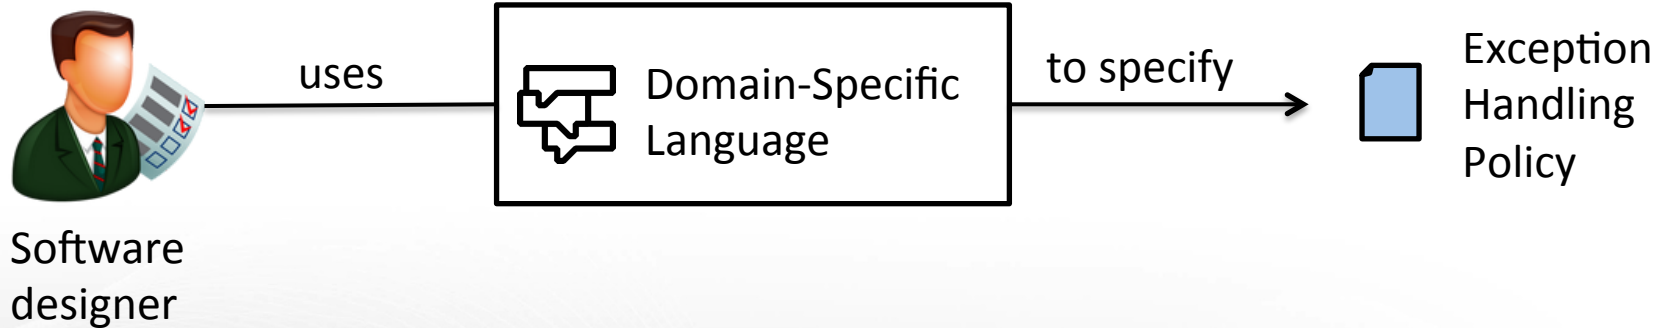 uses
Domain-Specific
Language
to specify
Exception
Handling
Policy
Software
designer